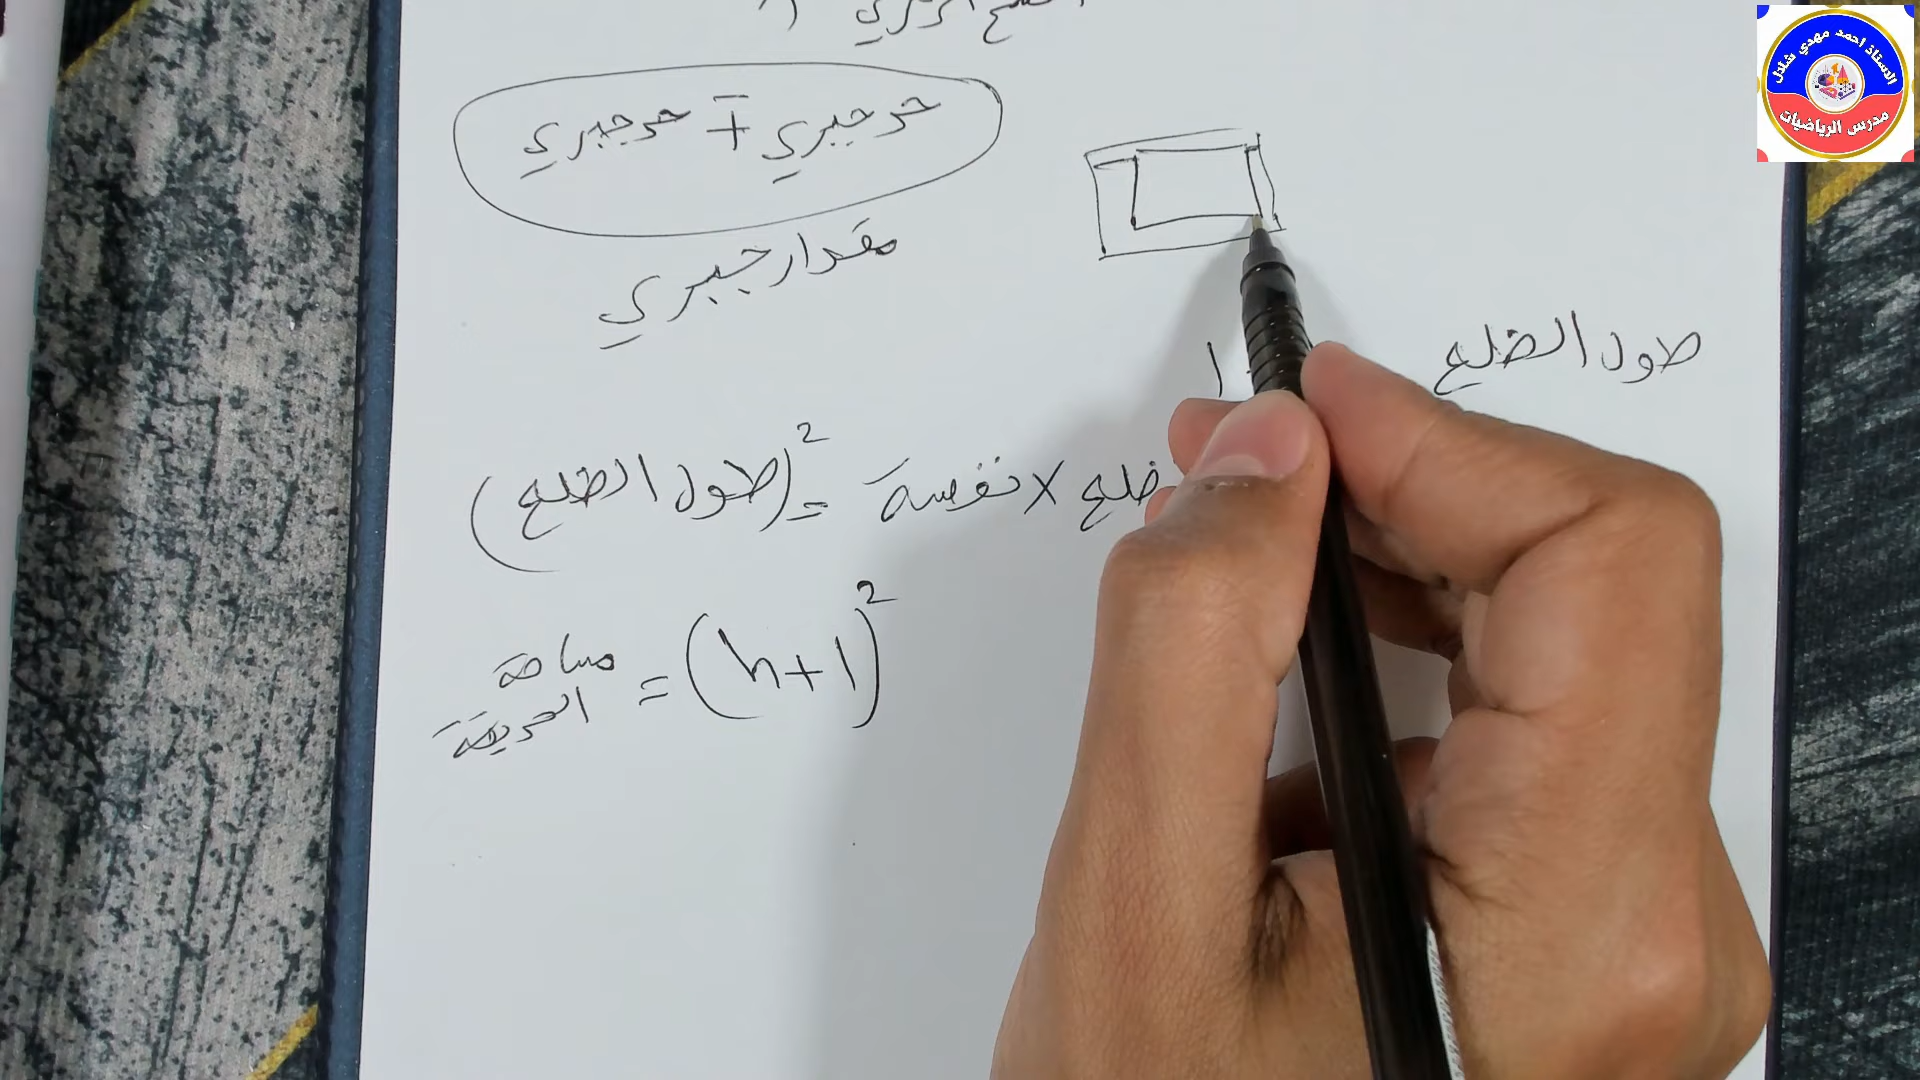 حد جبري ∓ حد جبري
مقدار جبري
طول الضلع
ضلع × نفسه = (طول الضلع)²
مساحة الحديقة = (h+1)²
الاستاذ احمد مهدي شلال
مدرس الرياضيات